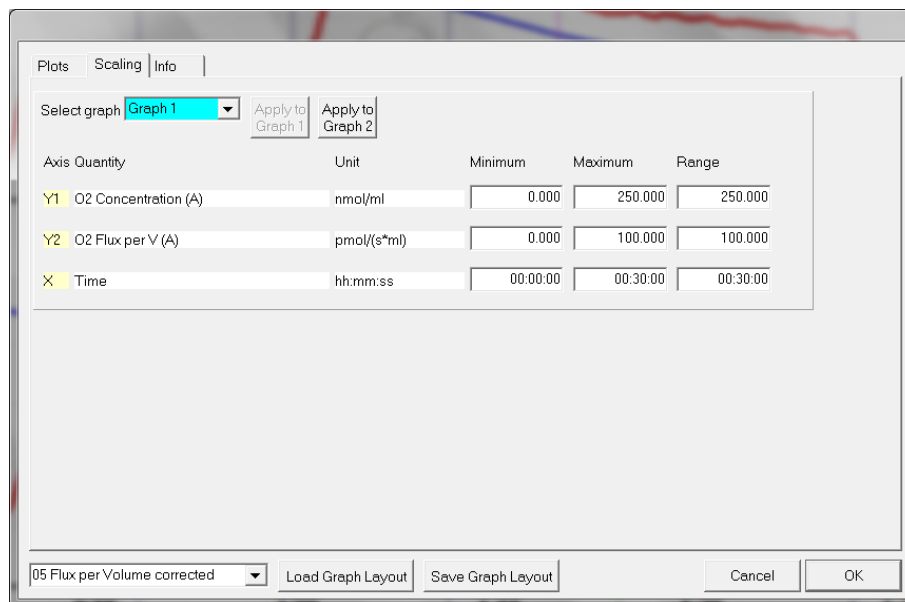 Plots Scaling Info
Select graph Graph 1 Apply to Graph 1 Apply to Graph 2
Axis Quantity Unit Minimum Maximum Range
Y1 O2 Concentration (A) nmol/ml 0.000 250.000 250.000
Y2 O2 Flux per V (A) pmol/(s*ml) 0.000 100.000 100.000
X Time hh:mm:ss 00:00:00 00:30:00 00:30:00
05 Flux per Volume corrected Load Graph Layout Save Graph Layout Cancel OK